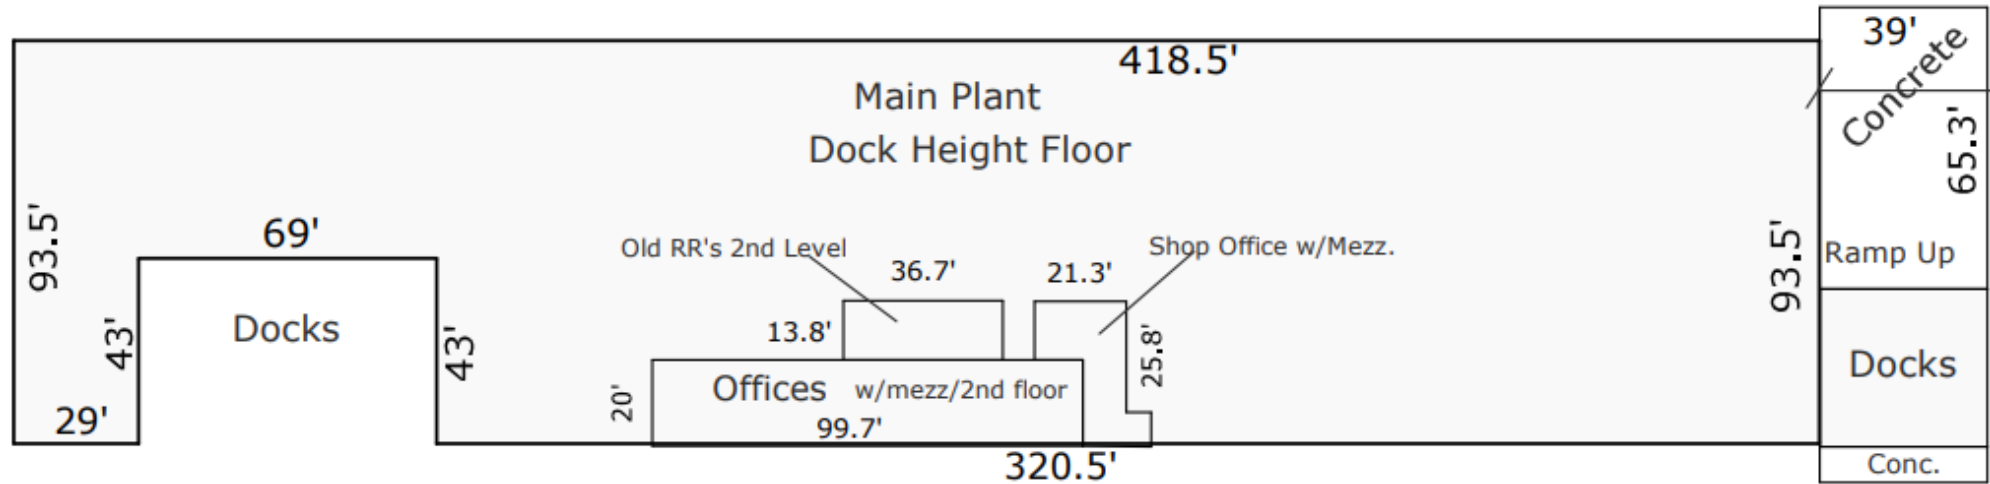 39'
Concrete
418.5'
Main Plant
Dock Height Floor
65.3'
93.5'
69'
Old RR's 2nd Level
36.7'
21.3'
Shop Office w/Mezz.
93.5'
Ramp Up
43'
Docks
43'
13.8'
25.8'
Docks
20'
Offices w/mezz/2nd floor
99.7'
29'
320.5'
Conc.